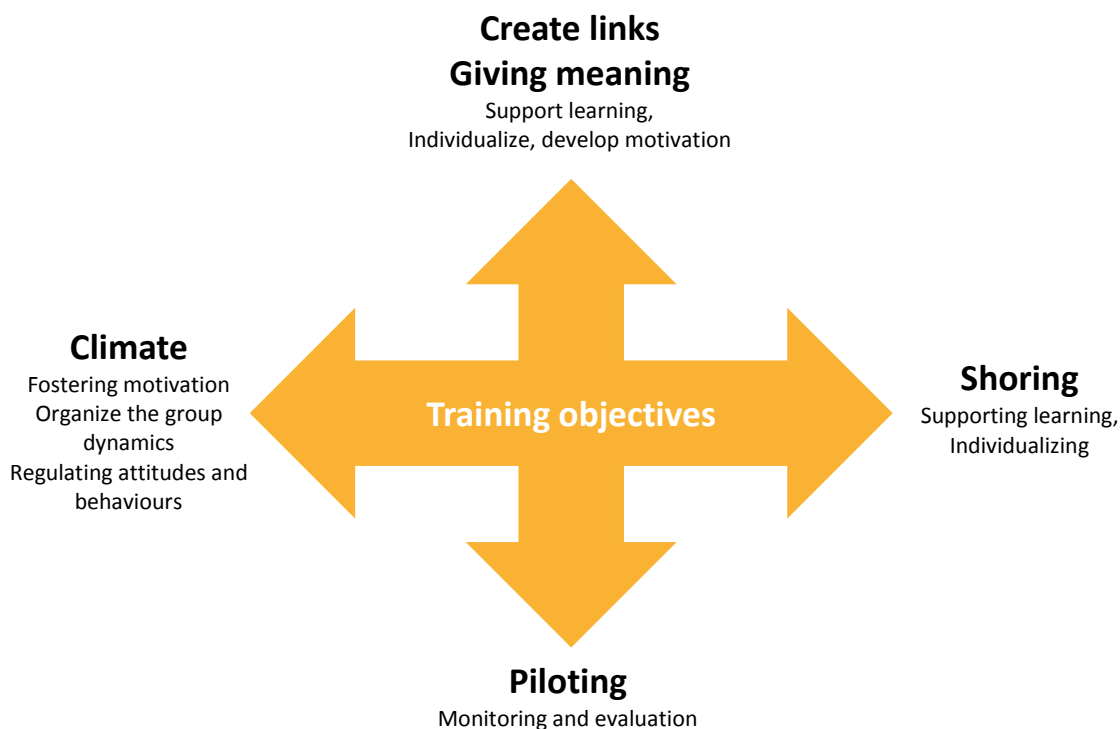 Create links
Giving meaning
Support learning,
Individualize, develop motivation
Climate
Fostering motivation
Organize the group
dynamics
Regulating attitudes and
behaviours
Training objectives
Shoring
Supporting learning,
Individualizing
Piloting
Monitoring and evaluation